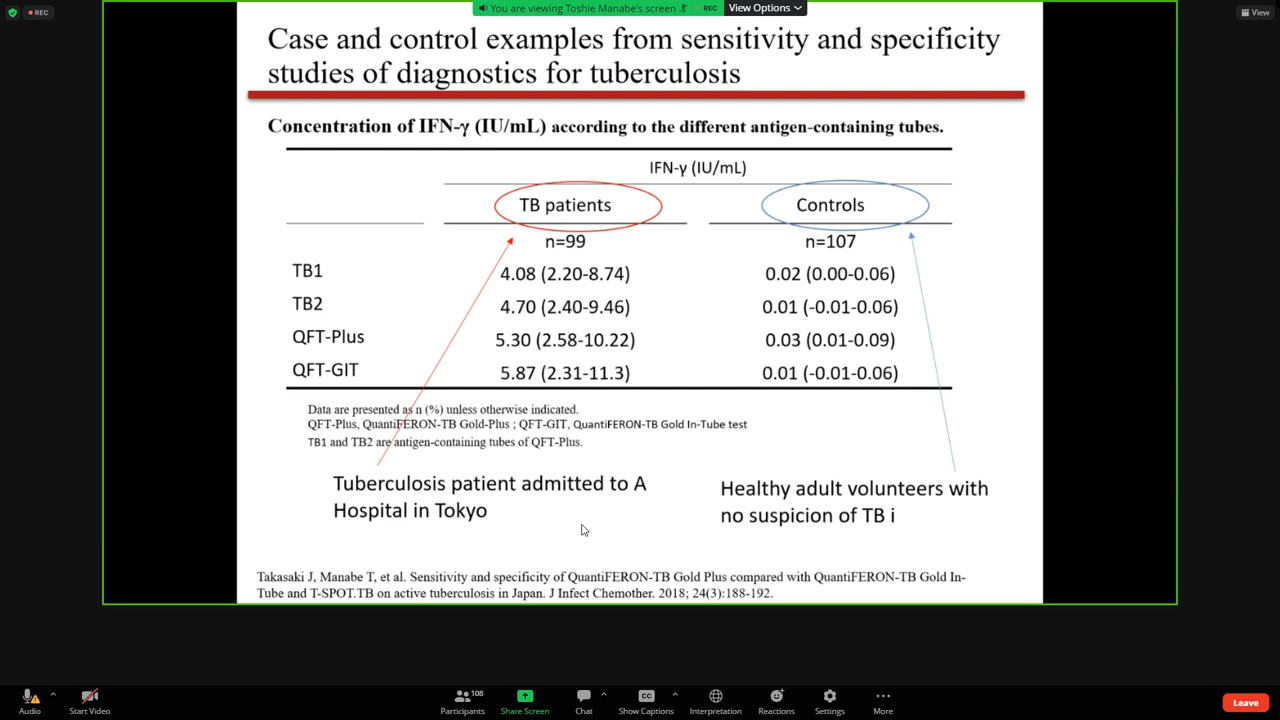 REC
You are viewing Toshie Manabe's screen
REC
View Options
View
Case and control examples from sensitivity and specificity
studies of diagnostics for tuberculosis
Concentration of IFN-γ (IU/mL) according to the different antigen-containing tubes.
IFN-γ (IU/mL)
TB patients Controls
n=99 n=107
TB1 4.08 (2.20-8.74) 0.02 (0.00-0.06)
TB2 4.70 (2.40-9.46) 0.01 (-0.01-0.06)
QFT-Plus 5.30 (2.58-10.22) 0.03 (0.01-0.09)
QFT-GIT 5.87 (2.31-11.3) 0.01 (-0.01-0.06)
Data are presented as n (%) unless otherwise indicated.
QFT-Plus, QuantiFERON-TB Gold-Plus ; QFT-GIT, QuantiFERON-TB Gold In-Tube test
TB1 and TB2 are antigen-containing tubes of QFT-Plus.
Tuberculosis patient admitted to A
Hospital in Tokyo
Healthy adult volunteers with
no suspicion of TB i
Takasaki J, Manabe T, et al. Sensitivity and specificity of QuantiFERON-TB Gold Plus compared with QuantiFERON-TB Gold In-
Tube and T-SPOT.TB on active tuberculosis in Japan. J Infect Chemother. 2018; 24(3):188-192.
108
Audio Start Video Participants Share Screen Chat Show Captions Interpretation Reactions Settings More Leave